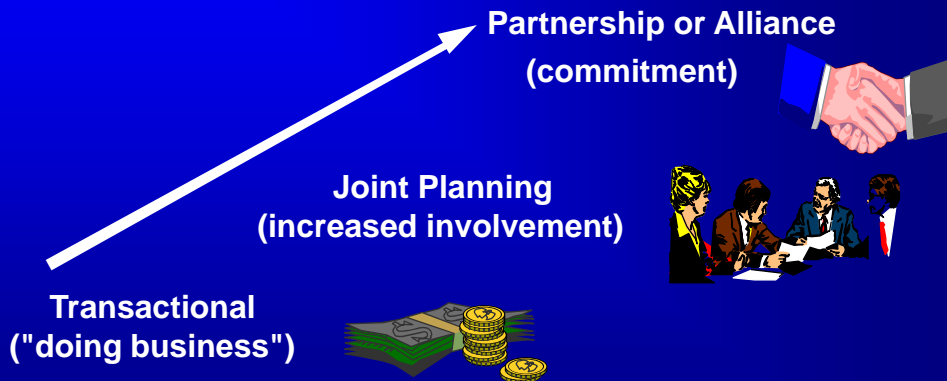 Partnership or Alliance
(commitment)
Joint Planning
(increased involvement)
Transactional
("doing business")